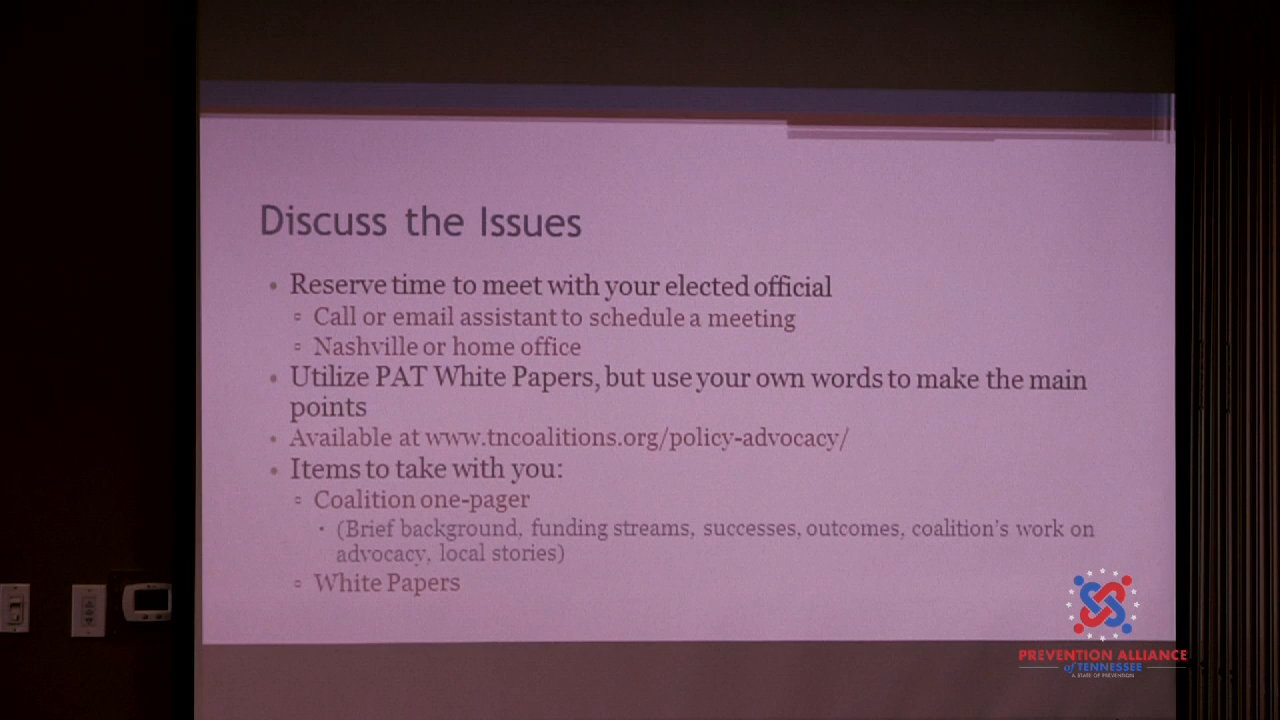 Discuss the Issues
• Reserve time to meet with your elected official
▫ Call or email assistant to schedule a meeting
▫ Nashville or home office
• Utilize PAT White Papers, but use your own words to make the main
points
• Available at www.tncoalitions.org/policy-advocacy/
• Items to take with you:
▫ Coalition one-pager
• (Brief background, funding streams, successes, outcomes, coalition's work on
advocacy, local stories)
▫ White Papers
PREVENTION ALLIANCE
of TENNESSEE
A STATE OF PREVENTION